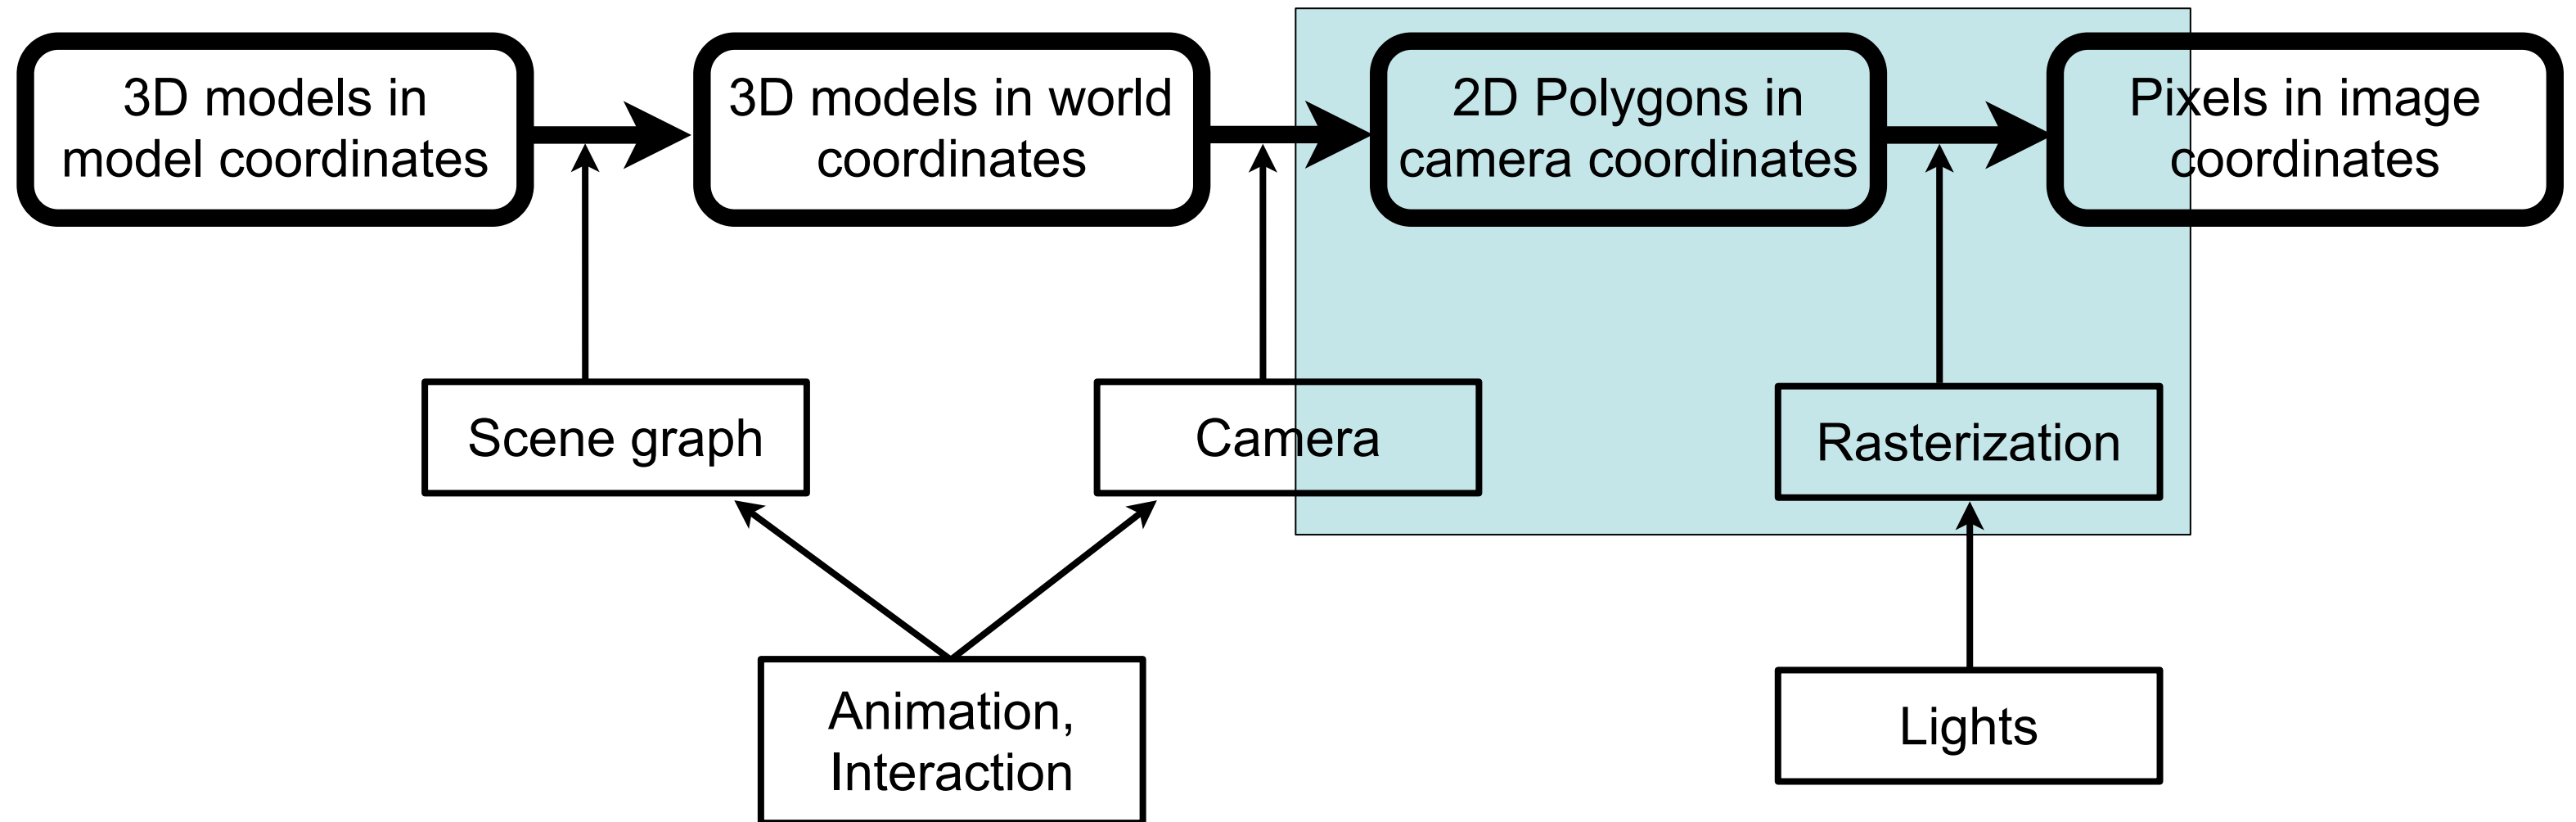 3D models in
model coordinates
3D models in world
coordinates
2D Polygons in
camera coordinates
Pixels in image
coordinates
Scene graph
Camera
Rasterization
Animation,
Interaction
Lights